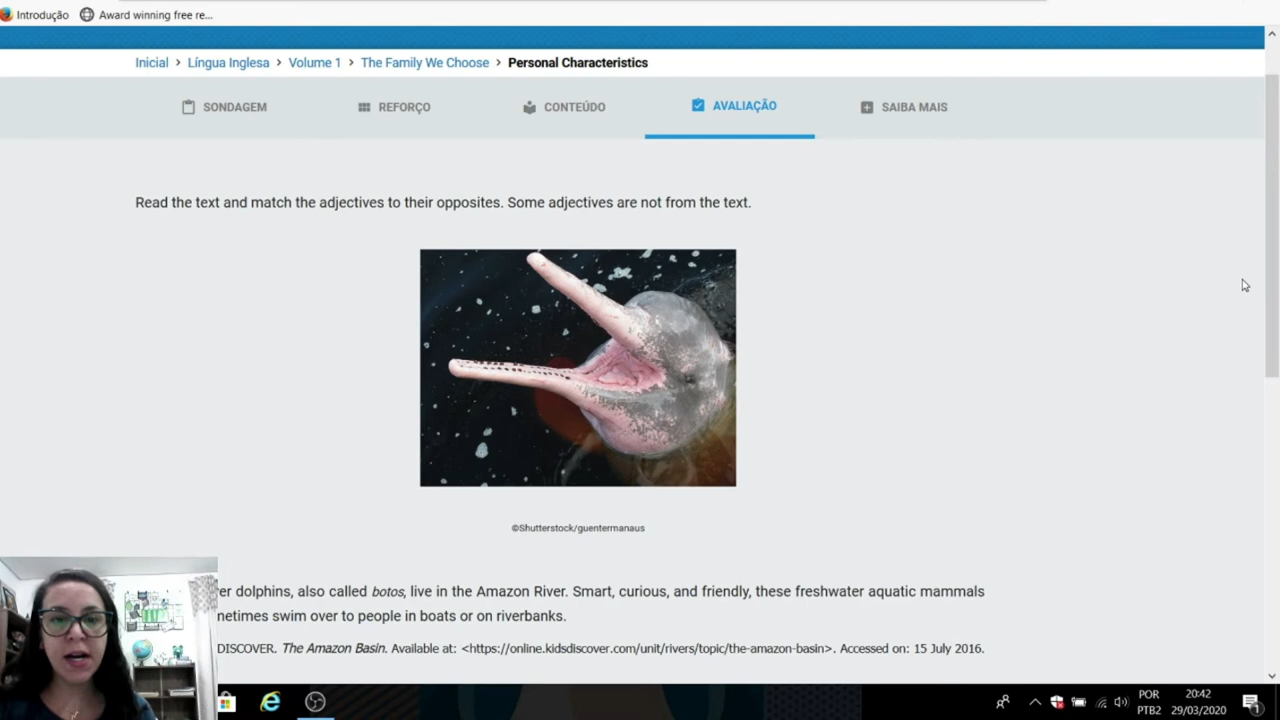 Introdução Award winning free re...
Inicial > Língua Inglesa > Volume 1 > The Family We Choose > Personal Characteristics
SONDAGEM REFORÇO CONTEÚDO AVALIAÇÃO SAIBA MAIS
Read the text and match the adjectives to their opposites. Some adjectives are not from the text.
©Shutterstock/guentermanaus
er dolphins, also called botos, live in the Amazon River. Smart, curious, and friendly, these freshwater aquatic mammals
netimes swim over to people in boats or on riverbanks.
DISCOVER. The Amazon Basin. Available at: <https://online.kidsdiscover.com/unit/rivers/topic/the-amazon-basin>. Accessed on: 15 July 2016.
POR 20:42
PTB2 29/03/2020
1